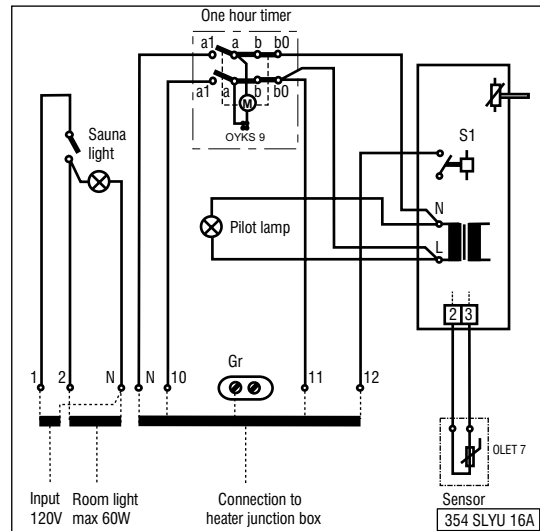 One hour timer
a1 a b b0
a1 a b b0
M
OYKS 9
Sauna
light
S1
N
Pilot lamp
L
2 3
Gr
1 2 N N 10 11 12
OLET 7
Input
120V
Room light
max 60W
Connection to
heater junction box
Sensor
354 SLYU 16A